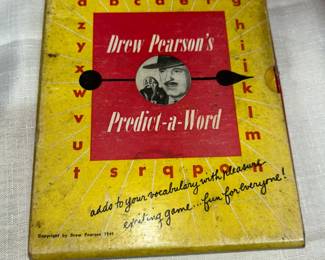 a b c d e f g
z
h
y
i
x
j
w
k
v
l
m
u t s r q p o n
Drew Pearson's
Predict-a-Word
adds to your vocabulary with pleasure
exciting game...fun for everyone!
Copyright by Drew Pearson 1949